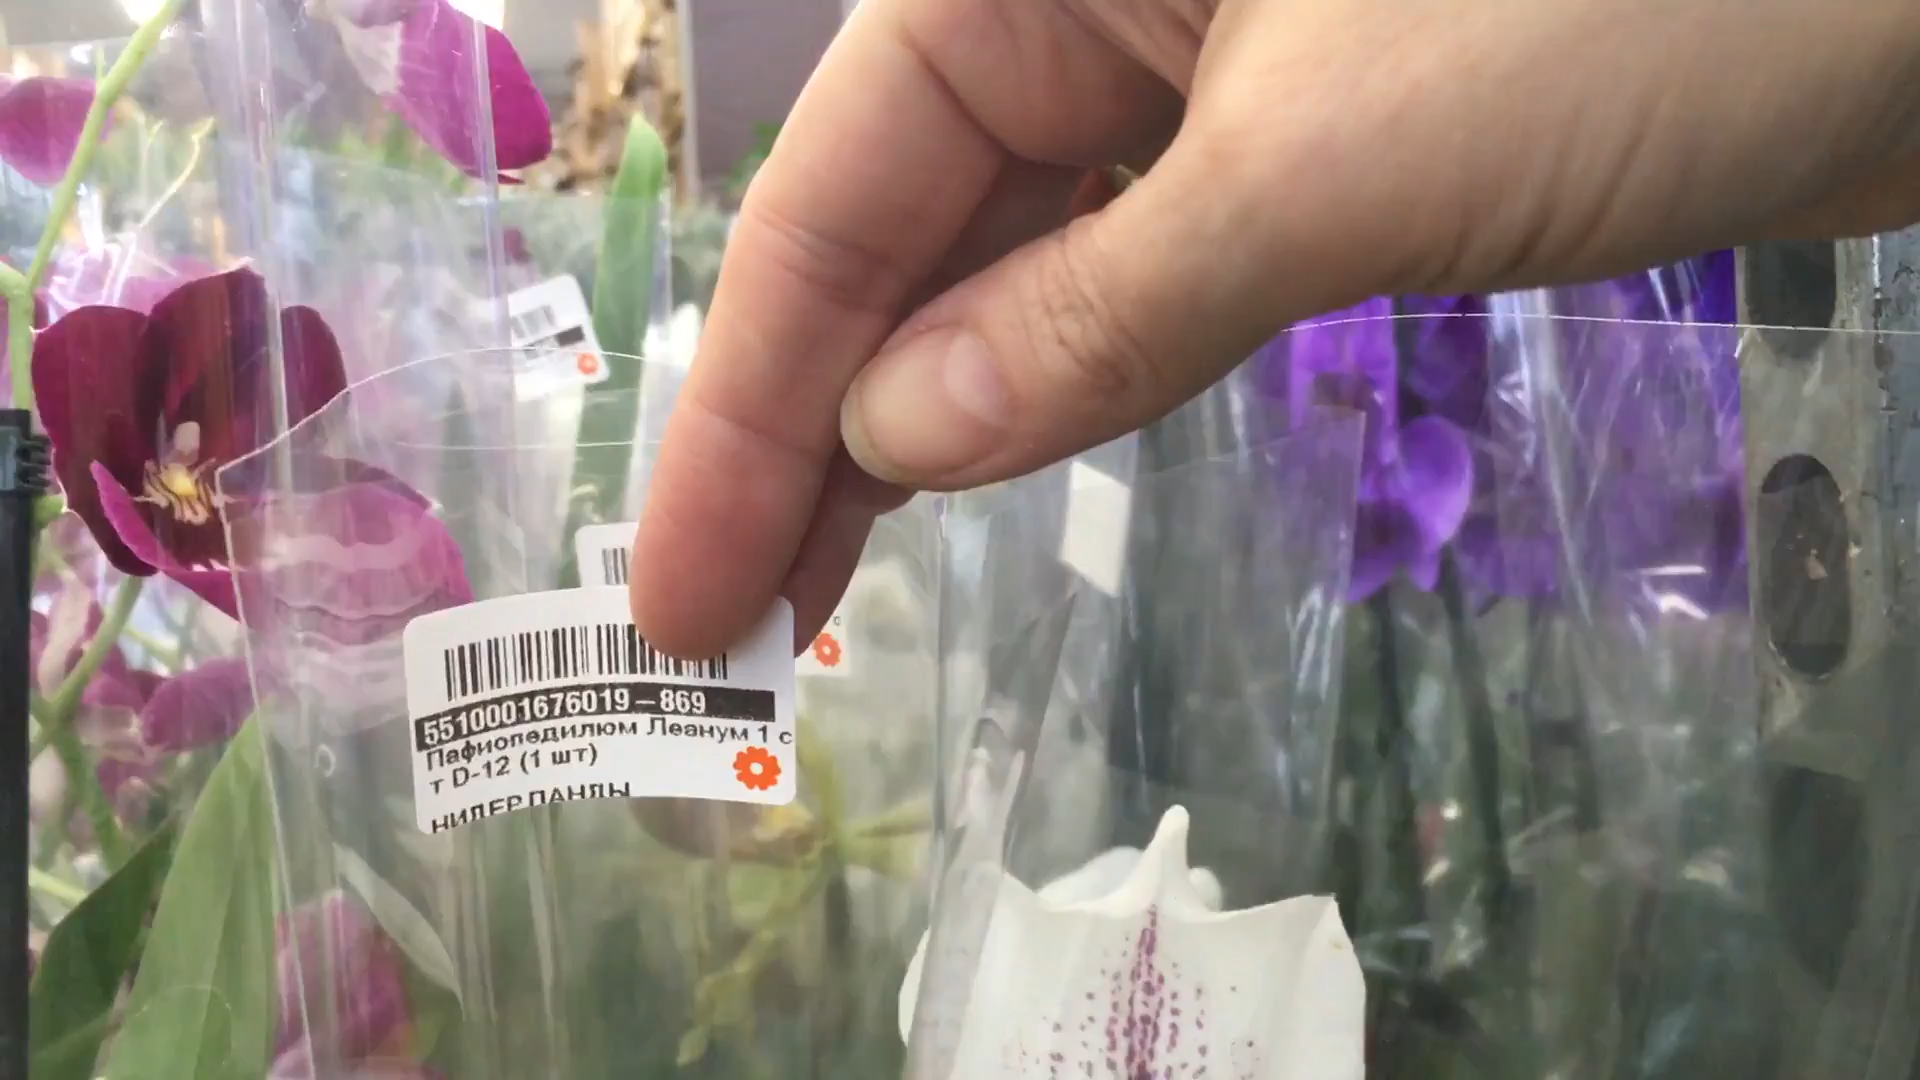 5510001676019-869
Пафиопедилюм Леанум 1 с
т D-12 (1 шт)
НИДЕРЛАНДЫ
с